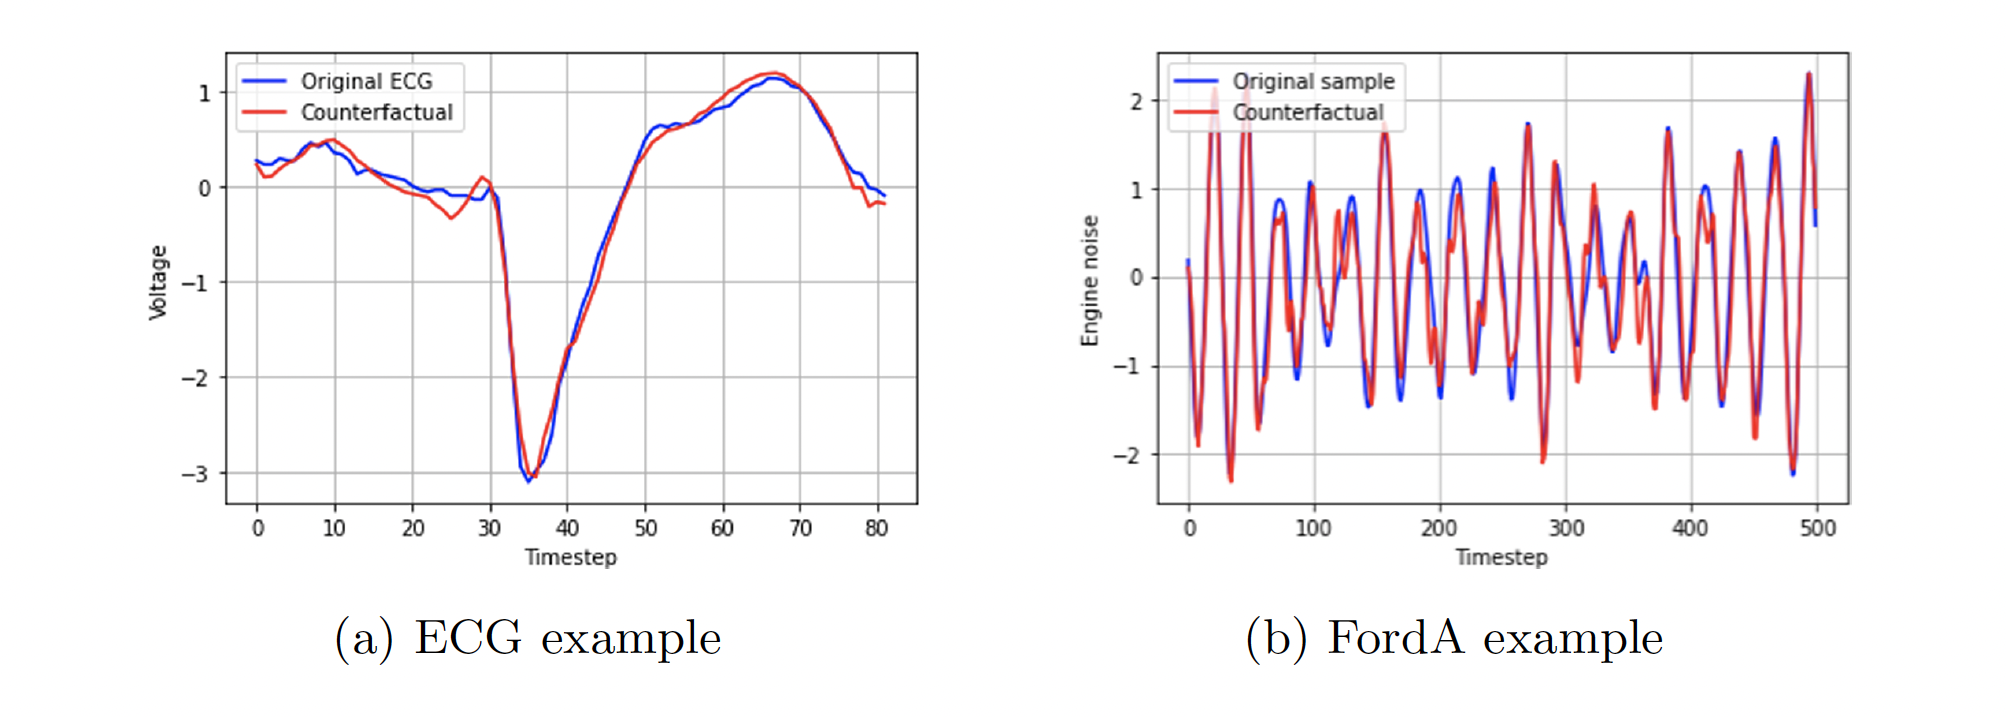 Original ECG
Counterfactual
1
0
−1
−2
−3
Voltage
0 10 20 30 40 50 60 70 80
Timestep
(a) ECG example
Original sample
Counterfactual
2
1
0
−1
−2
Engine noise
0 100 200 300 400 500
Timestep
(b) FordA example